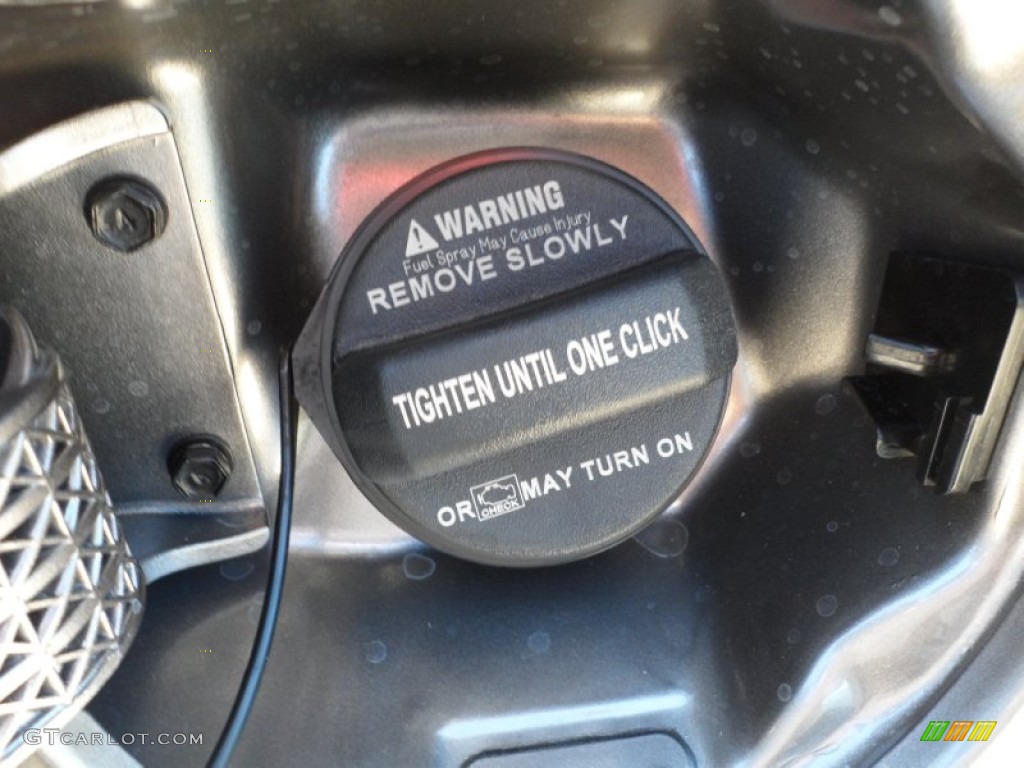 WARNING
Fuel Spray May Cause Injury
REMOVE SLOWLY
TIGHTEN UNTIL ONE CLICK
OR CHECK MAY TURN ON
GTCARLOT.COM